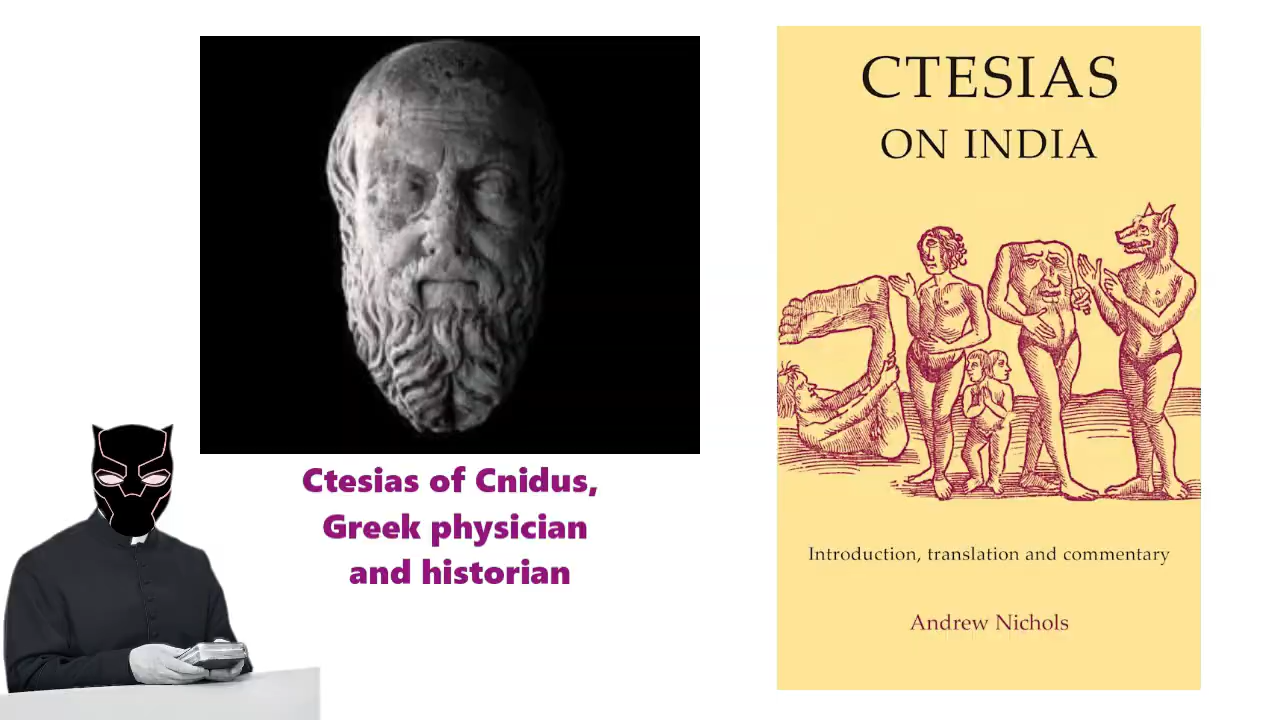 CTESIAS
ON INDIA
Ctesias of Cnidus,
Greek physician
and historian
Introduction, translation and commentary
Andrew Nichols